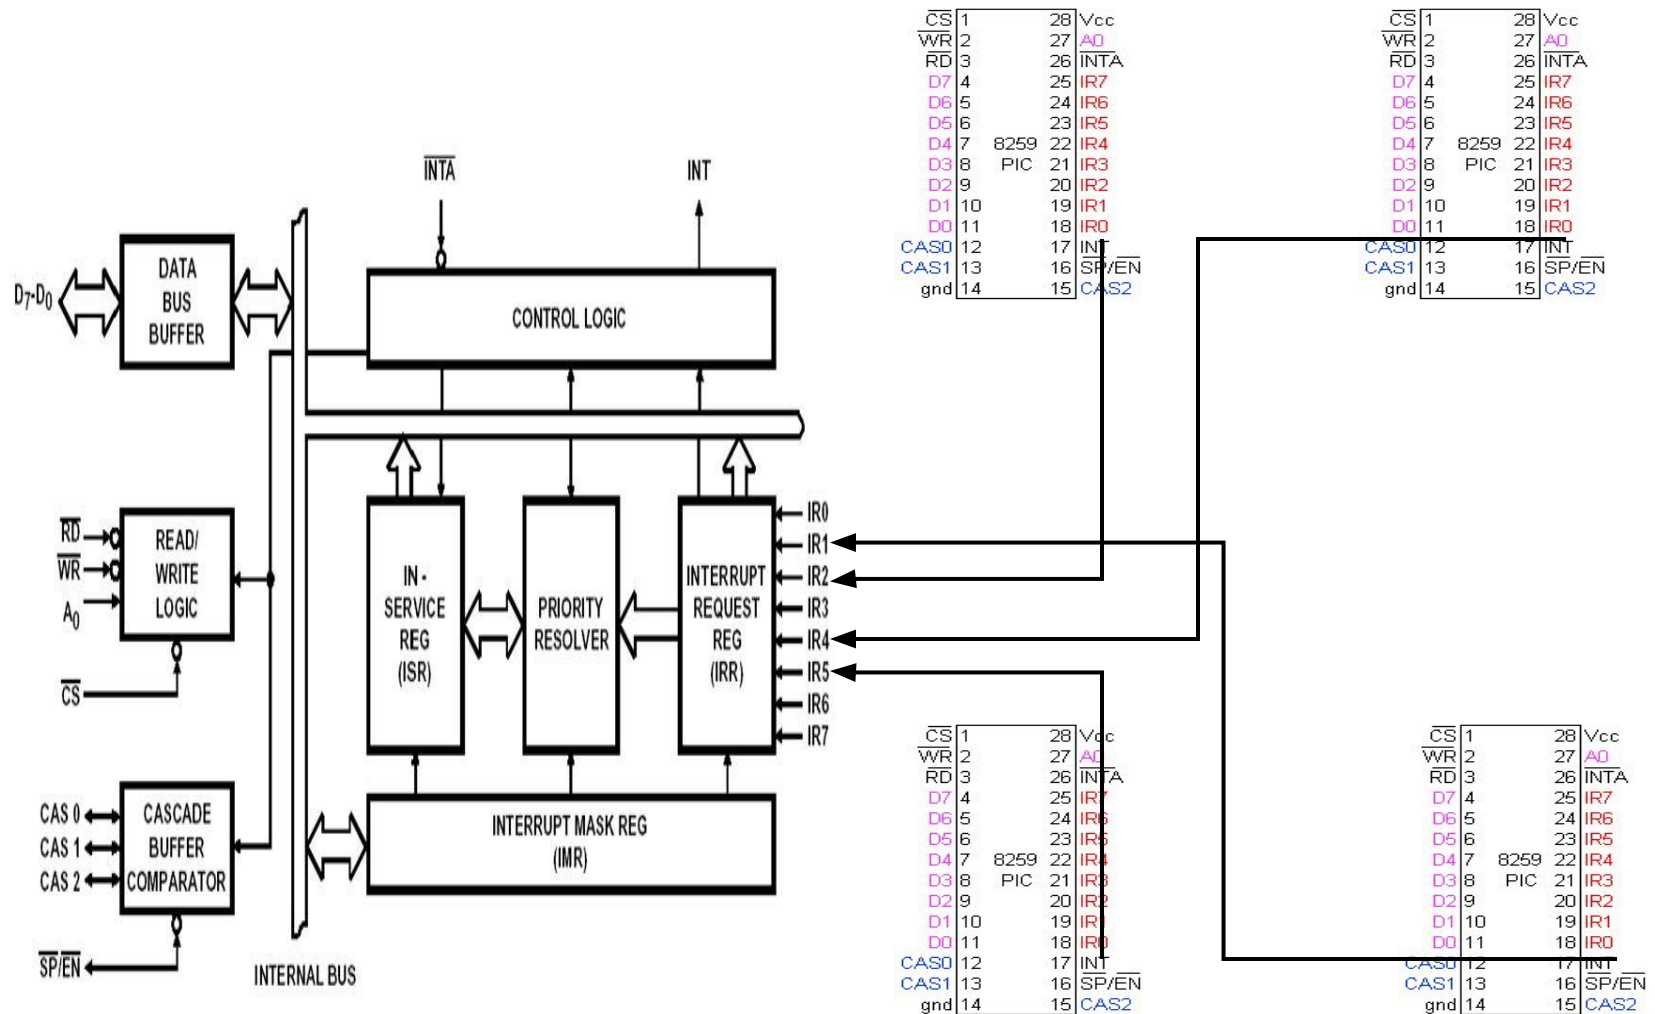 INTA
INT
DATA
BUS
BUFFER
D7-D0
CONTROL LOGIC
RD
WR
A0
CS
READ/
WRITE
LOGIC
IN -
SERVICE
REG
(ISR)
PRIORITY
RESOLVER
INTERRUPT
REQUEST
REG
(IRR)
IR0
IR1
IR2
IR3
IR4
IR5
IR6
IR7
CAS 0
CAS 1
CAS 2
CASCADE
BUFFER
COMPARATOR
SP/EN
INTERRUPT MASK REG
(IMR)
INTERNAL BUS
CS 1 28 Vcc
WR 2 27 A0
RD 3 26 INTA
D7 4 25 IR7
D6 5 24 IR6
D5 6 23 IR5
D4 7 8259 22 IR4
D3 8 PIC 21 IR3
D2 9 20 IR2
D1 10 19 IR1
D0 11 18 IR0
CAS0 12 17 INT
CAS1 13 16 SP/EN
gnd 14 15 CAS2
CS 1 28 Vcc
WR 2 27 A0
RD 3 26 INTA
D7 4 25 IR7
D6 5 24 IR6
D5 6 23 IR5
D4 7 8259 22 IR4
D3 8 PIC 21 IR3
D2 9 20 IR2
D1 10 19 IR1
D0 11 18 IR0
CAS0 12 17 INT
CAS1 13 16 SP/EN
gnd 14 15 CAS2
CS 1 28 Vcc
WR 2 27 A0
RD 3 26 INTA
D7 4 25 IR7
D6 5 24 IR6
D5 6 23 IR5
D4 7 8259 22 IR4
D3 8 PIC 21 IR3
D2 9 20 IR2
D1 10 19 IR1
D0 11 18 IR0
CAS0 12 17 INT
CAS1 13 16 SP/EN
gnd 14 15 CAS2
CS 1 28 Vcc
WR 2 27 A0
RD 3 26 INTA
D7 4 25 IR7
D6 5 24 IR6
D5 6 23 IR5
D4 7 8259 22 IR4
D3 8 PIC 21 IR3
D2 9 20 IR2
D1 10 19 IR1
D0 11 18 IR0
CAS0 12 17 INT
CAS1 13 16 SP/EN
gnd 14 15 CAS2